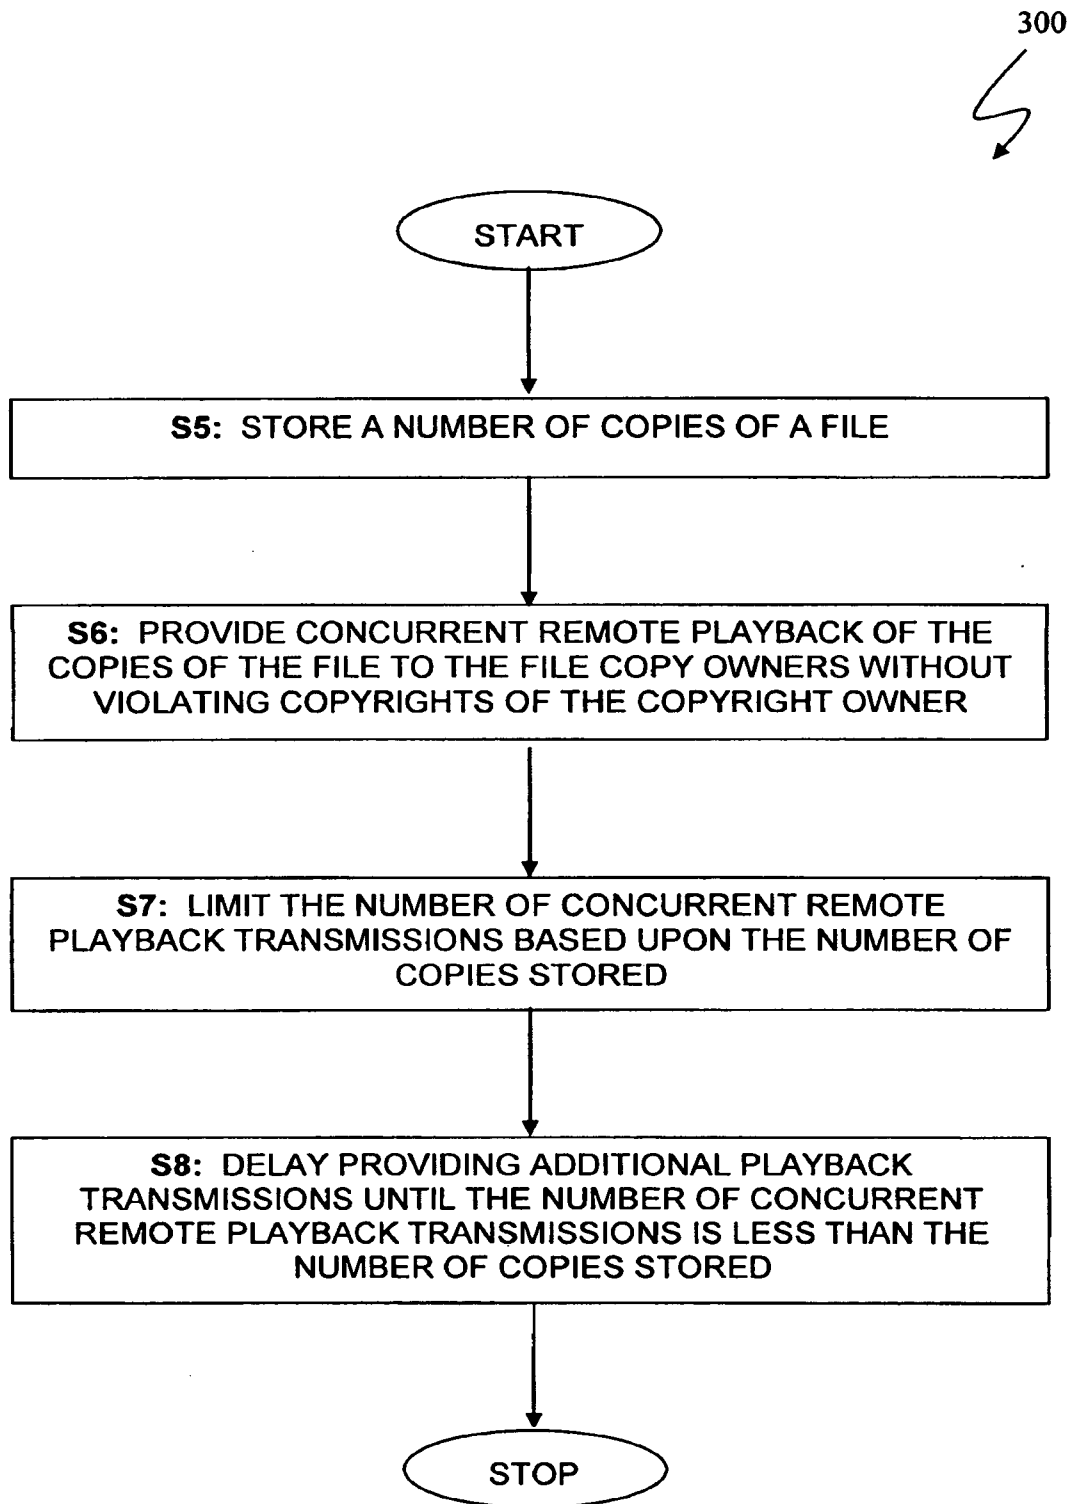 300
START
S5: STORE A NUMBER OF COPIES OF A FILE
S6: PROVIDE CONCURRENT REMOTE PLAYBACK OF THE
COPIES OF THE FILE TO THE FILE COPY OWNERS WITHOUT
VIOLATING COPYRIGHTS OF THE COPYRIGHT OWNER
S7: LIMIT THE NUMBER OF CONCURRENT REMOTE
PLAYBACK TRANSMISSIONS BASED UPON THE NUMBER OF
COPIES STORED
S8: DELAY PROVIDING ADDITIONAL PLAYBACK
TRANSMISSIONS UNTIL THE NUMBER OF CONCURRENT
REMOTE PLAYBACK TRANSMISSIONS IS LESS THAN THE
NUMBER OF COPIES STORED
STOP